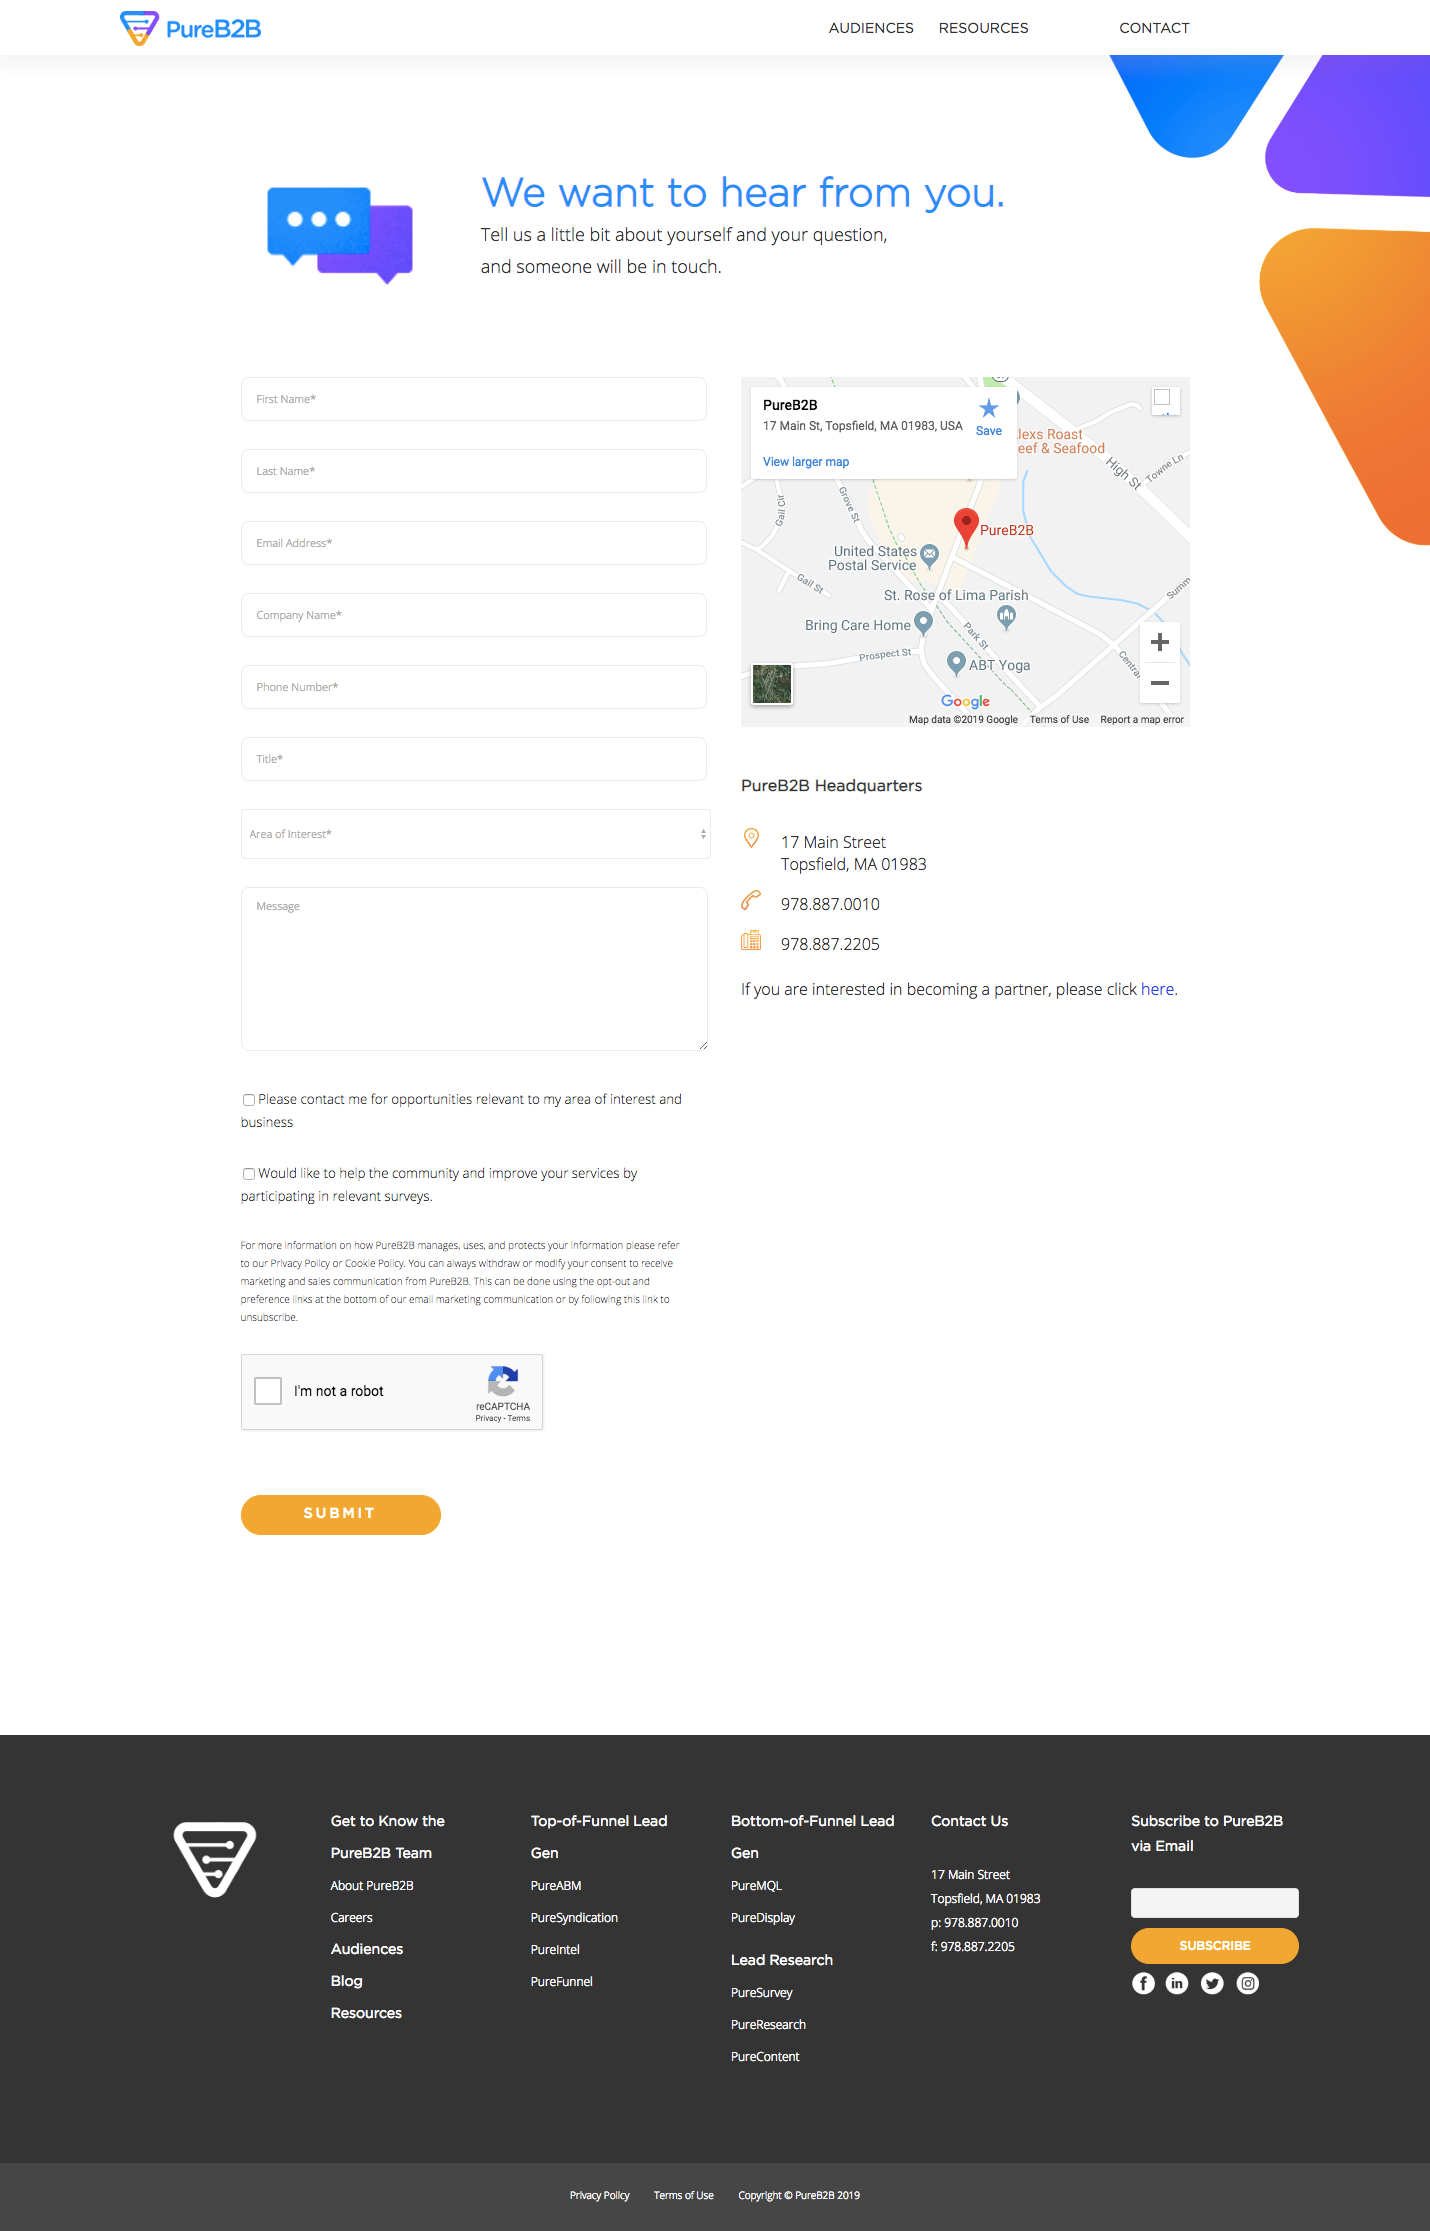 PureB2B
AUDIENCES
RESOURCES
CONTACT
We want to hear from you.
Tell us a little bit about yourself and your question,
and someone will be in touch.
First Name*
Last Name*
Email Address*
Company Name*
Phone Number*
Title*
Area of Interest*
Message
Please contact me for opportunities relevant to my area of interest and
business
Would like to help the community and improve your services by
participating in relevant surveys.
For more information on how PureB2B manages, uses, and protects your information please refer
to our Privacy Policy or Cookie Policy. You can always withdraw or modify your consent to receive
marketing and sales communication from PureB2B. This can be done using the opt-out and
preference links at the bottom of our email marketing communication or by following this link to
unsubscribe.
I'm not a robot
reCAPTCHA
Privacy - Terms
SUBMIT
PureB2B
17 Main St, Topsfield, MA 01983, USA
Save
View larger map
Roast
& Seafood
High St
Towne Ln
Gail Cir
Grove St
PureB2B
United States
Postal Service
Gail St
St. Rose of Lima Parish
Bring Care Home
Park St
Prospect St
ABT Yoga
Google
Map data ©2019 Google
Terms of Use
Report a map error
PureB2B Headquarters
17 Main Street
Topsfield, MA 01983
978.887.0010
978.887.2205
If you are interested in becoming a partner, please click here.
Get to Know the
PureB2B Team
About PureB2B
Careers
Audiences
Blog
Resources
Top-of-Funnel Lead
Gen
PureABM
PureSyndication
PureIntel
PureFunnel
Bottom-of-Funnel Lead
Gen
PureMQL
PureDisplay
Lead Research
PureSurvey
PureResearch
PureContent
Contact Us
17 Main Street
Topsfield, MA 01983
p: 978.887.0010
f: 978.887.2205
Subscribe to PureB2B
via Email
SUBSCRIBE
Privacy Policy
Terms of Use
Copyright © PureB2B 2019